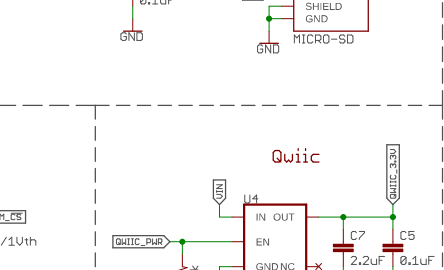 0.1uF
GND
SHIELD
GND
GND
MICRO-SD
Qwiic
VIN
QWIIC_3.3V
M_CS
U4
IN OUT
C7
C5
/1Vth
QWIIC_PWR
EN
2.2uF
0.1uF
GND NC